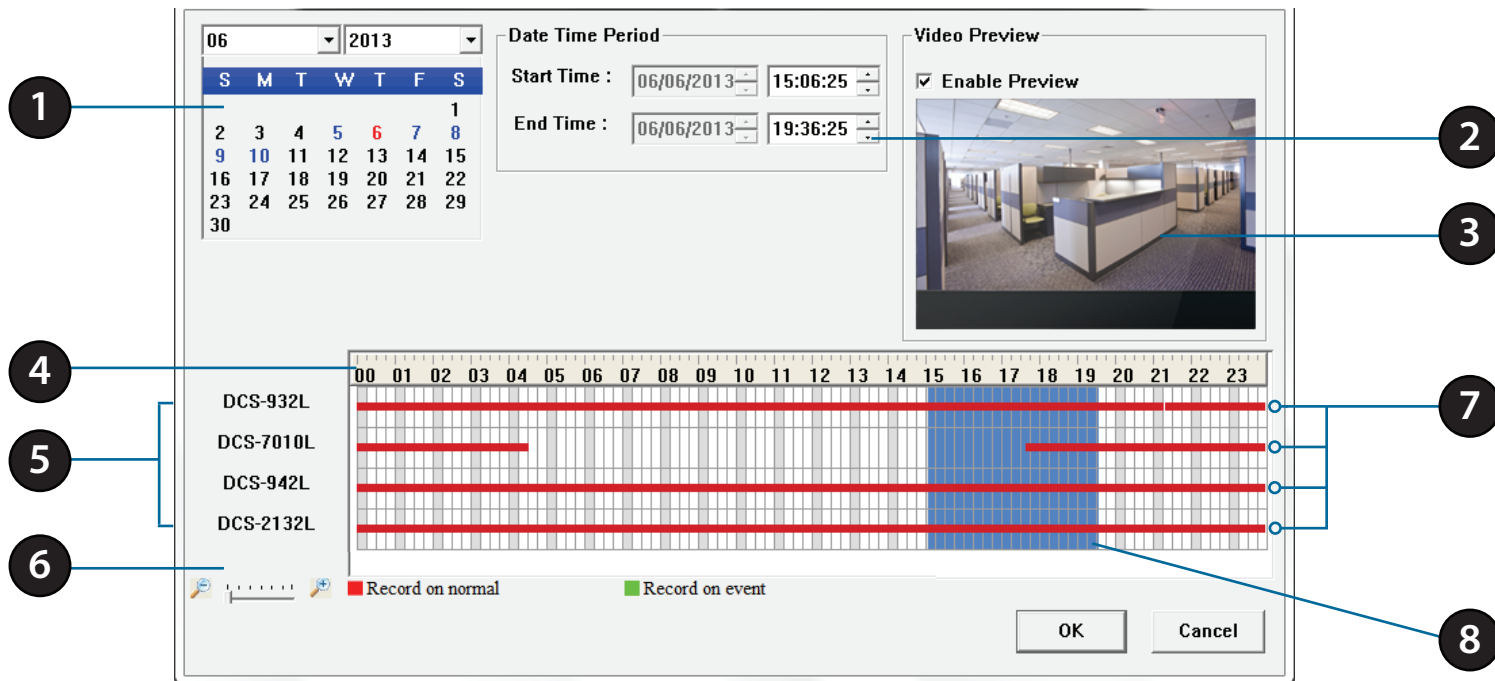 06 2013
S M T W T F S
1
2 3 4 5 6 7 8
9 10 11 12 13 14 15
16 17 18 19 20 21 22
23 24 25 26 27 28 29
30
Date Time Period
Start Time : 06/06/2013 15:06:25
End Time : 06/06/2013 19:36:25
Video Preview
Enable Preview
1
2
3
4
00 01 02 03 04 05 06 07 08 09 10 11 12 13 14 15 16 17 18 19 20 21 22 23
DCS-932L
DCS-7010L
DCS-942L
DCS-2132L
5
7
6
Record on normal
Record on event
8
OK
Cancel